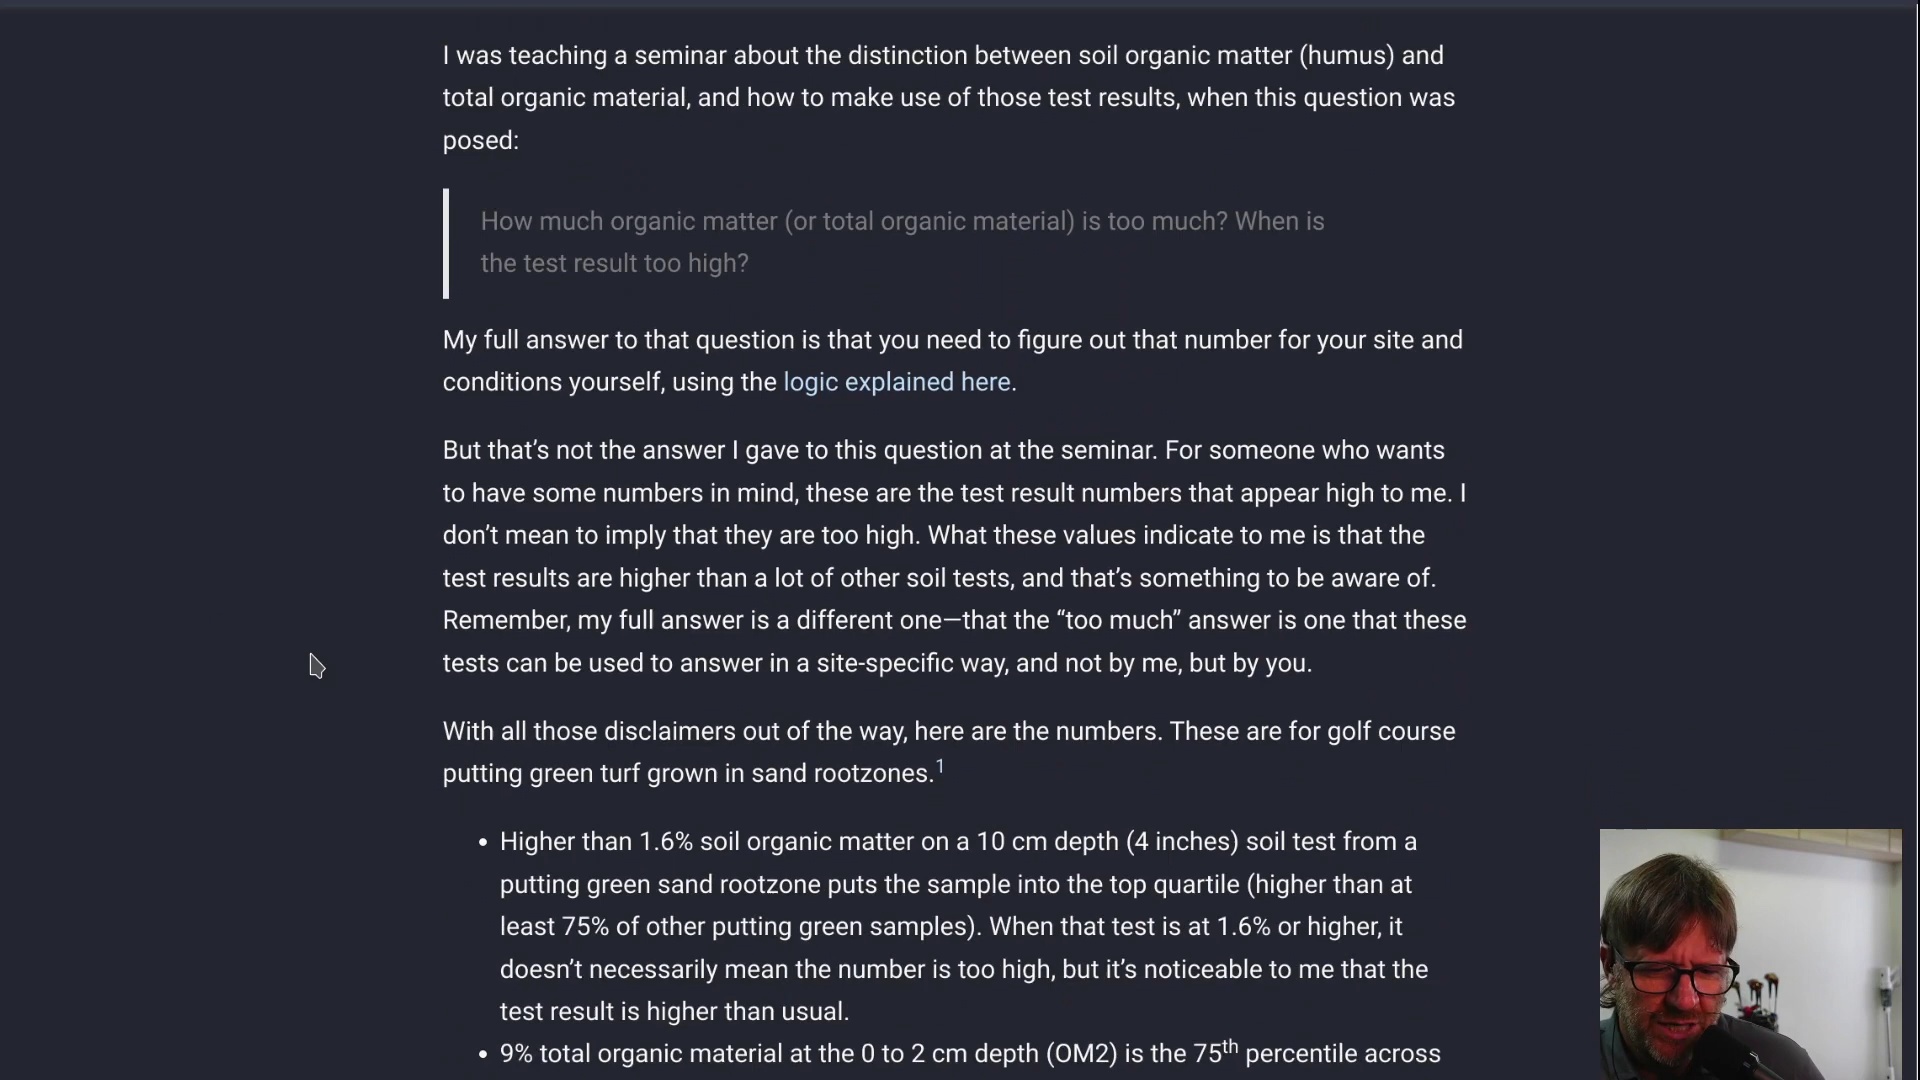 I was teaching a seminar about the distinction between soil organic matter (humus) and
total organic material, and how to make use of those test results, when this question was
posed:
How much organic matter (or total organic material) is too much? When is
the test result too high?
My full answer to that question is that you need to figure out that number for your site and
conditions yourself, using the logic explained here.
But that’s not the answer I gave to this question at the seminar. For someone who wants
to have some numbers in mind, these are the test result numbers that appear high to me. I
don’t mean to imply that they are too high. What these values indicate to me is that the
test results are higher than a lot of other soil tests, and that’s something to be aware of.
Remember, my full answer is a different one—that the “too much” answer is one that these
tests can be used to answer in a site-specific way, and not by me, but by you.
With all those disclaimers out of the way, here are the numbers. These are for golf course
putting green turf grown in sand rootzones.1
• Higher than 1.6% soil organic matter on a 10 cm depth (4 inches) soil test from a
putting green sand rootzone puts the sample into the top quartile (higher than at
least 75% of other putting green samples). When that test is at 1.6% or higher, it
doesn’t necessarily mean the number is too high, but it’s noticeable to me that the
test result is higher than usual.
• 9% total organic material at the 0 to 2 cm depth (OM2) is the 75th percentile across